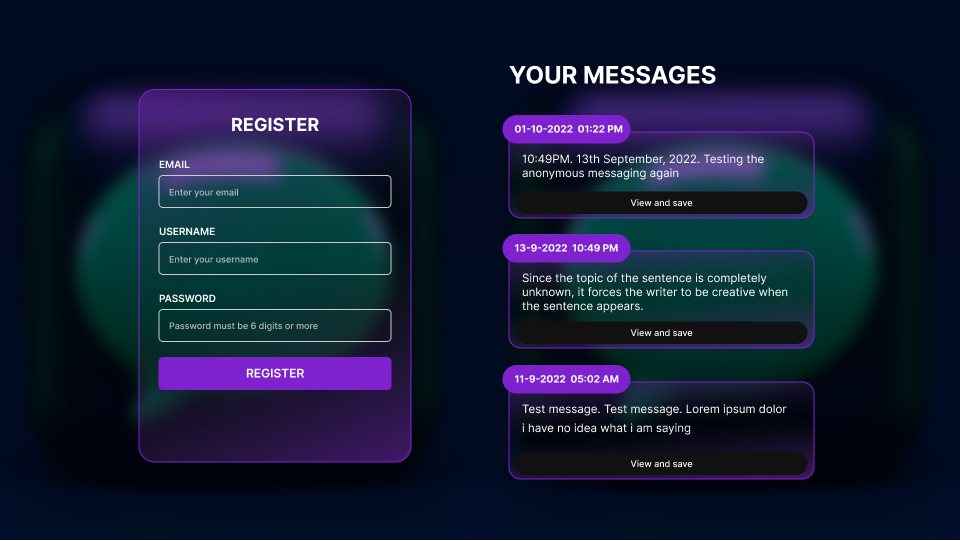 REGISTER
EMAIL
Enter your email
USERNAME
Enter your username
PASSWORD
Password must be 6 digits or more
REGISTER
YOUR MESSAGES
01-10-2022 01:22 PM
10:49PM. 13th September, 2022. Testing the
anonymous messaging again
View and save
13-9-2022 10:49 PM
Since the topic of the sentence is completely
unknown, it forces the writer to be creative when
the sentence appears.
View and save
11-9-2022 05:02 AM
Test message. Test message. Lorem ipsum dolor
i have no idea what i am saying
View and save